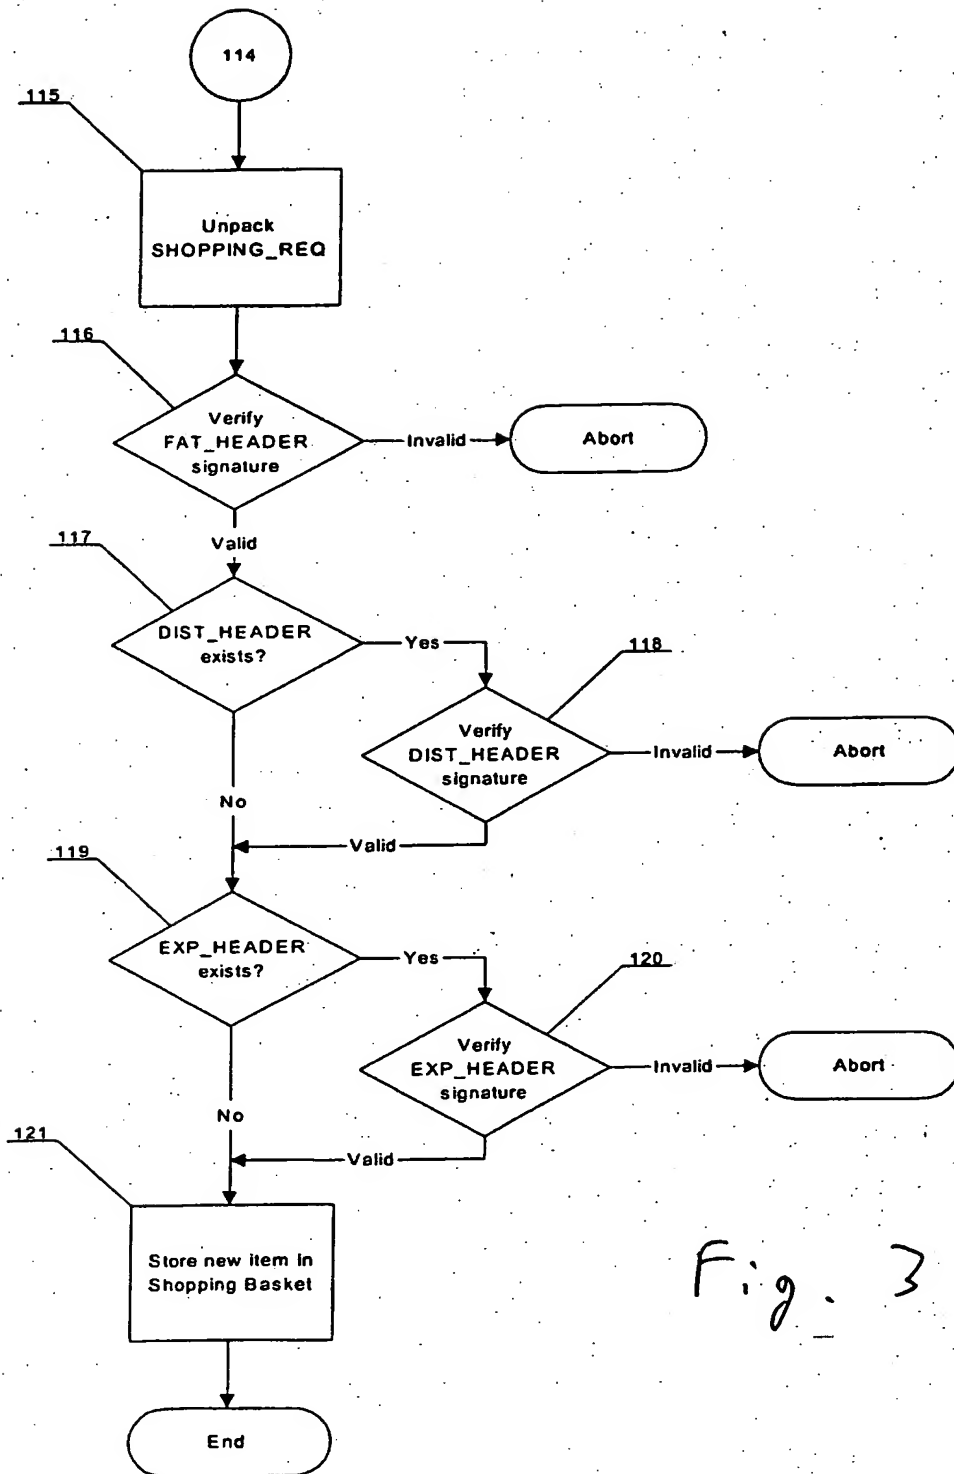 114
115
Unpack
SHOPPING_REQ
116
Verify
FAT_HEADER
signature
Invalid
Abort
Valid
117
DIST_HEADER
exists?
Yes
118
Verify
DIST_HEADER
signature
Invalid
Abort
No
Valid
119
EXP_HEADER
exists?
Yes
120
Verify
EXP_HEADER
signature
Invalid
Abort
No
Valid
121
Store new item in
Shopping Basket
End
Fig. 3